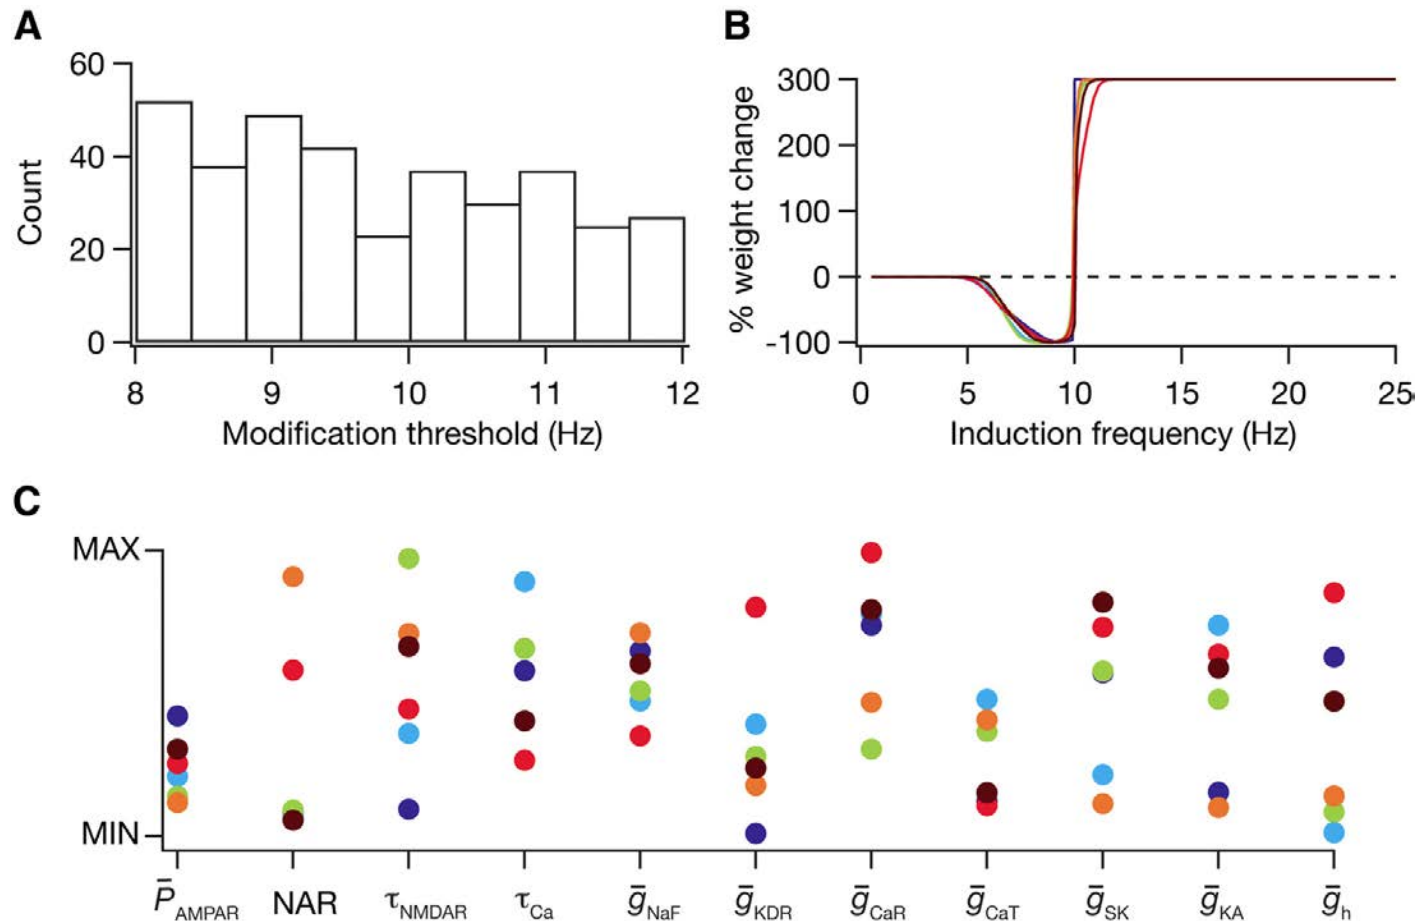 A
60
40
20
0
Count
8 9 10 11 12
Modification threshold (Hz)
B
300
200
100
0
-100
% weight change
0 5 10 15 20 25
Induction frequency (Hz)
C
MAX
MIN
P̄AMPAR NAR τNMDAR τCa ḡNaF ḡKDR ḡCaR ḡCaT ḡSK ḡKA ḡh